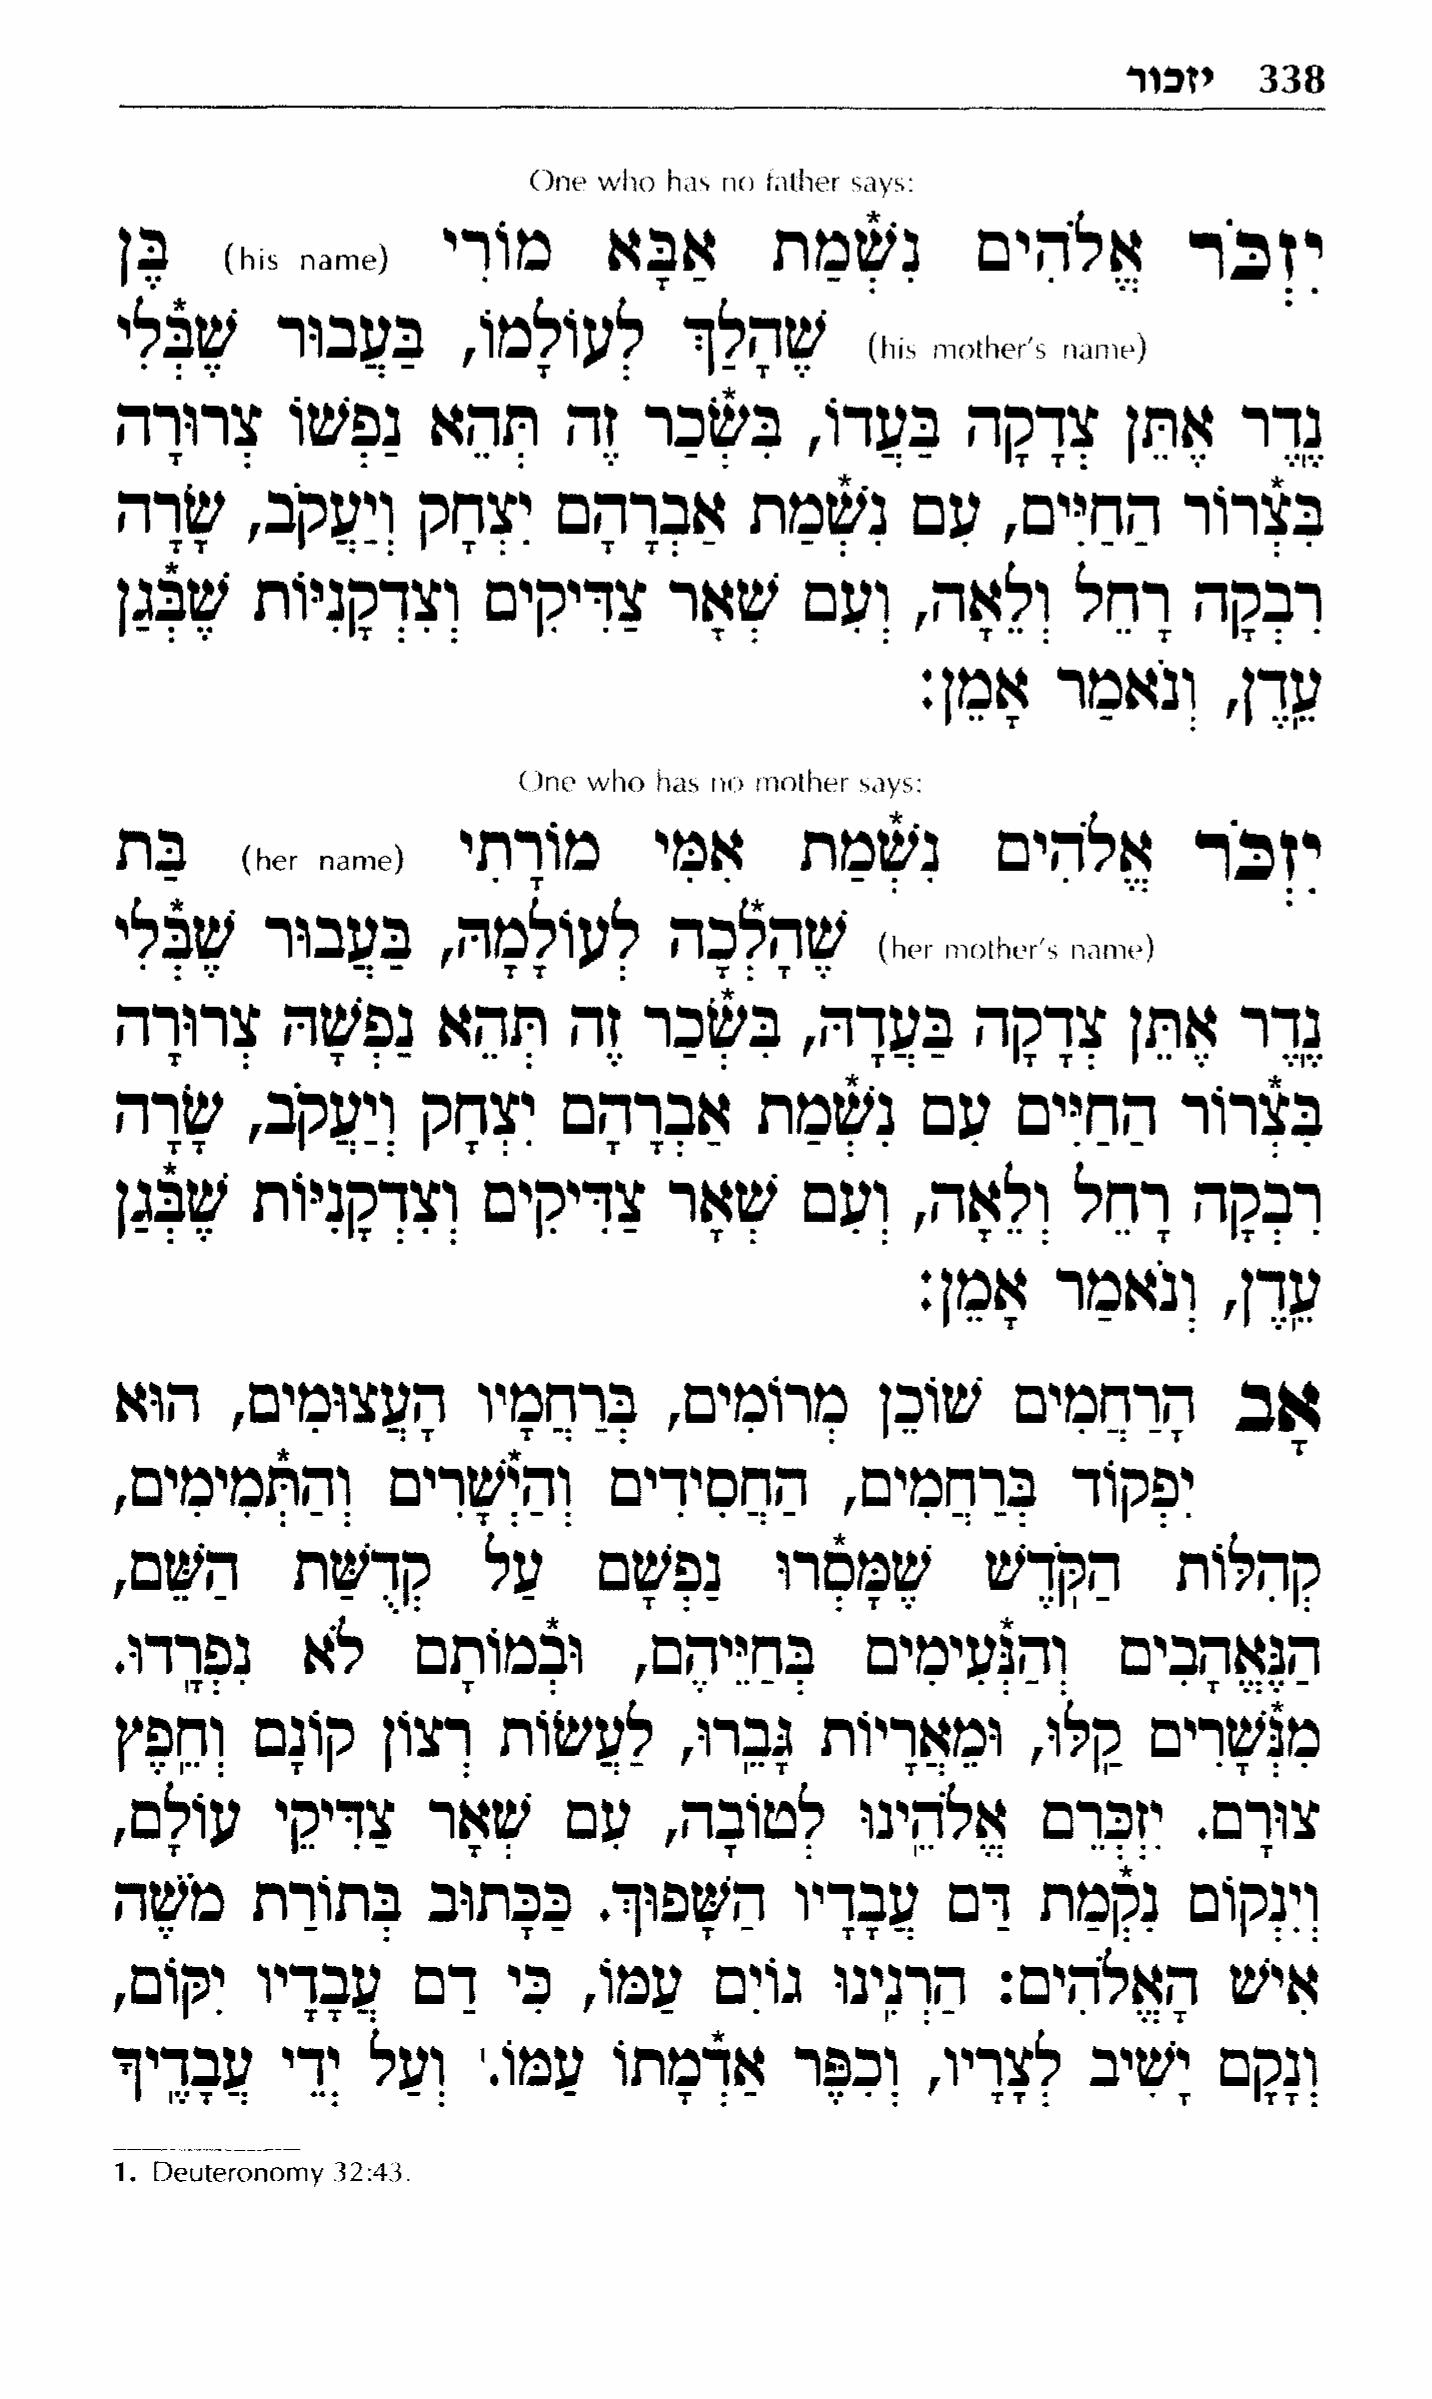 338 יזכור
One who has no father says:
יִזְכֹּר אֱלֹהִים נִשְׁ*מַת אַבָּא מוֹרִי (his name) בֶּן
(his mother's name) שֶׁהָלַךְ לְעוֹלָמוֹ, בַּעֲבוּר שֶׁבְּ*לִי
נֶֽדֶר אֶתֵּן צְדָקָה בַּעֲדוֹ, בִּשְׂ*כַר זֶה תְּהֵא נַפְשׁוֹ צְרוּרָה
בִּצְ*רוֹר הַחַיִּים, עִם נִשְׁ*מַת אַבְרָהָם יִצְחָק וְיַעֲקֹב, שָׂרָה
רִבְקָה רָחֵל וְלֵאָה, וְעִם שְׁאָר צַדִּיקִים וְצִדְקָנִיּוֹת שֶׁבְּ*גַן
עֵֽדֶן, וְנֹאמַר אָמֵן:
One who has no mother says:
יִזְכֹּר אֱלֹהִים נִשְׁ*מַת אִמִּי מוֹרָתִי (her name) בַּת
(her mother's name) שֶׁהָלְ*כָה לְעוֹלָמָהּ, בַּעֲבוּר שֶׁבְּ*לִי
נֶֽדֶר אֶתֵּן צְדָקָה בַּעֲדָהּ, בִּשְׂ*כַר זֶה תְּהֵא נַפְשָׁהּ צְרוּרָה
בִּצְ*רוֹר הַחַיִּים עִם נִשְׁ*מַת אַבְרָהָם יִצְחָק וְיַעֲקֹב, שָׂרָה
רִבְקָה רָחֵל וְלֵאָה, וְעִם שְׁאָר צַדִּיקִים וְצִדְקָנִיּוֹת שֶׁבְּ*גַן
עֵֽדֶן, וְנֹאמַר אָמֵן:
אָב הָרַחֲמִים שׁוֹכֵן מְרוֹמִים, בְּרַחֲמָיו הָעֲצוּמִים, הוּא
יִפְקוֹד בְּרַחֲמִים, הַחֲסִידִים וְהַיְ*שָׁרִים וְהַתְּ*מִימִים,
קְהִלּוֹת הַקֹּֽדֶשׁ שֶׁמָּסְ*רוּ נַפְשָׁם עַל קְדֻשַּׁת הַשֵּׁם,
הַנֶּאֱהָבִים וְהַנְּ*עִימִים בְּחַיֵּיהֶם, וּבְ*מוֹתָם לֹא נִפְרָֽדוּ.
מִנְּ*שָׁרִים קַֽלּוּ, וּמֵאֲרָיוֹת גָּבֵֽרוּ, לַעֲשׂוֹת רְצוֹן קוֹנָם וְחֵֽפֶץ
צוּרָם. יִזְכְּרֵם אֱלֹהֵֽינוּ לְטוֹבָה, עִם שְׁאָר צַדִּיקֵי עוֹלָם,
וְיִנְקוֹם נִקְ*מַת דַּם עֲבָדָיו הַשָּׁפוּךְ. כַּכָּתוּב בְּתוֹרַת מֹשֶׁה
אִישׁ הָאֱלֹהִים: הַרְנִֽינוּ גוֹיִם עַמּוֹ, כִּי דַם עֲבָדָיו יִקּוֹם,
וְנָקָם יָשִׁיב לְצָרָיו, וְכִפֶּר אַדְ*מָתוֹ עַמּוֹ.¹ וְעַל יְדֵי עֲבָדֶֽיךָ
1. Deuteronomy 32:43.